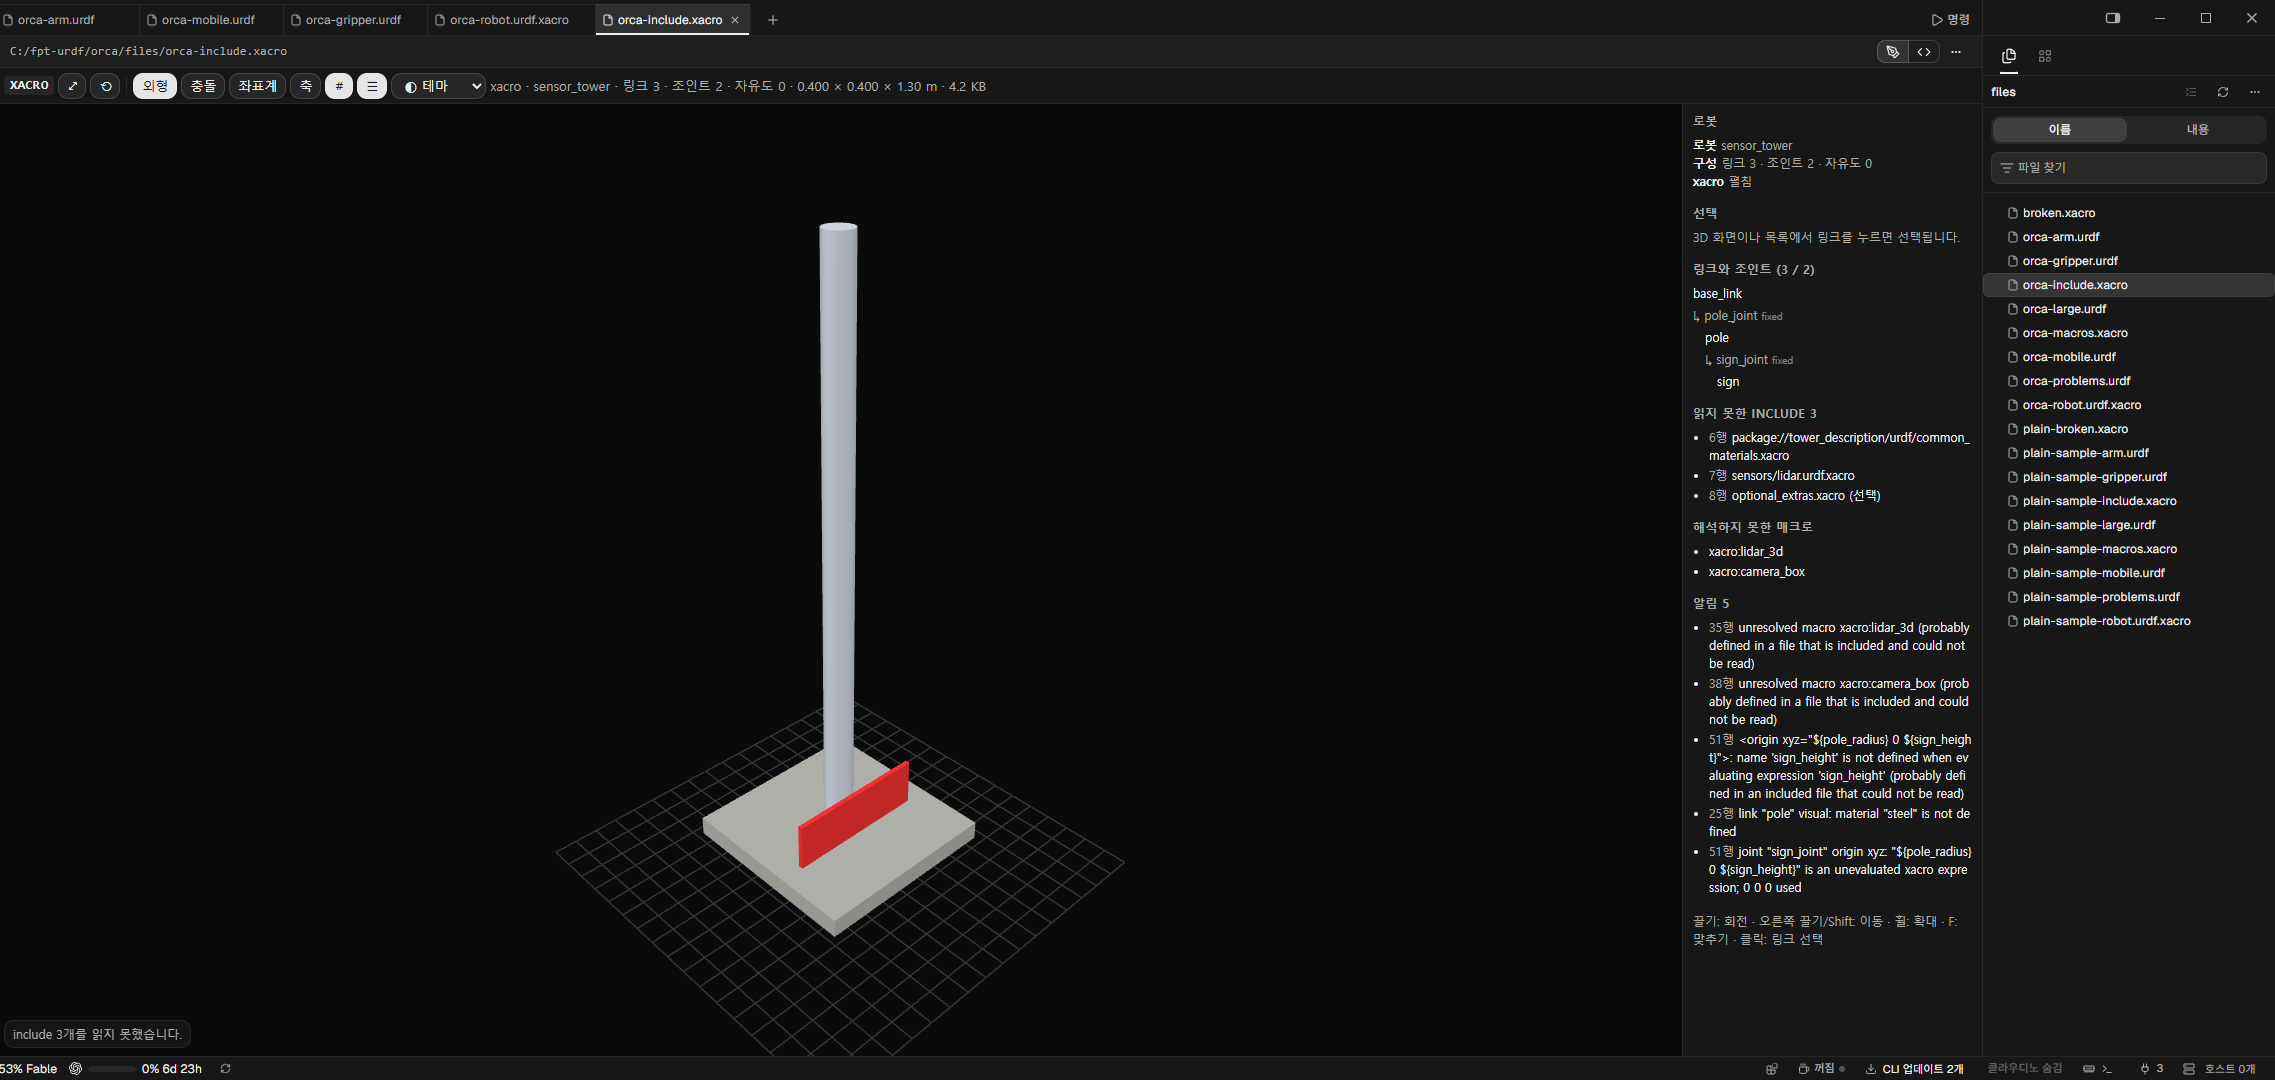 orca-arm.urdf
orca-mobile.urdf
orca-gripper.urdf
orca-robot.urdf.xacro
orca-include.xacro
명령
C:/fpt-urdf/orca/files/orca-include.xacro
XACRO
외형
충돌
좌표계
축
#
테마
xacro · sensor_tower · 링크 3 · 조인트 2 · 자유도 0 · 0.400 × 0.400 × 1.30 m · 4.2 KB
로봇
로봇 sensor_tower
구성 링크 3 · 조인트 2 · 자유도 0
xacro 펼침
선택
3D 화면이나 목록에서 링크를 누르면 선택됩니다.
링크와 조인트 (3 / 2)
base_link
↳ pole_joint fixed
pole
↳ sign_joint fixed
sign
읽지 못한 INCLUDE 3
6행 package://tower_description/urdf/common_
materials.xacro
7행 sensors/lidar.urdf.xacro
8행 optional_extras.xacro (선택)
해석하지 못한 매크로
xacro:lidar_3d
xacro:camera_box
알림 5
35행 unresolved macro xacro:lidar_3d (probably
defined in a file that is included and could not
be read)
38행 unresolved macro xacro:camera_box (prob
ably defined in a file that is included and could
not be read)
51행 <origin xyz="${pole_radius} 0 ${sign_heigh
t}">: name 'sign_height' is not defined when ev
aluating expression 'sign_height' (probably defi
ned in an included file that could not be read)
25행 link "pole" visual: material "steel" is not de
fined
51행 joint "sign_joint" origin xyz: "${pole_radius}
0 ${sign_height}" is an unevaluated xacro expre
ssion; 0 0 0 used
끌기: 회전 · 오른쪽 끌기/Shift: 이동 · 휠: 확대 · F:
맞추기 · 클릭: 링크 선택
files
이름
내용
파일 찾기
broken.xacro
orca-arm.urdf
orca-gripper.urdf
orca-include.xacro
orca-large.urdf
orca-macros.xacro
orca-mobile.urdf
orca-problems.urdf
orca-robot.urdf.xacro
plain-broken.xacro
plain-sample-arm.urdf
plain-sample-gripper.urdf
plain-sample-include.xacro
plain-sample-large.urdf
plain-sample-macros.xacro
plain-sample-mobile.urdf
plain-sample-problems.urdf
plain-sample-robot.urdf.xacro
include 3개를 읽지 못했습니다.
53% Fable
0% 6d 23h
꺼짐
CLI 업데이트 2개
클라우디노 숨김
3
호스트 0개